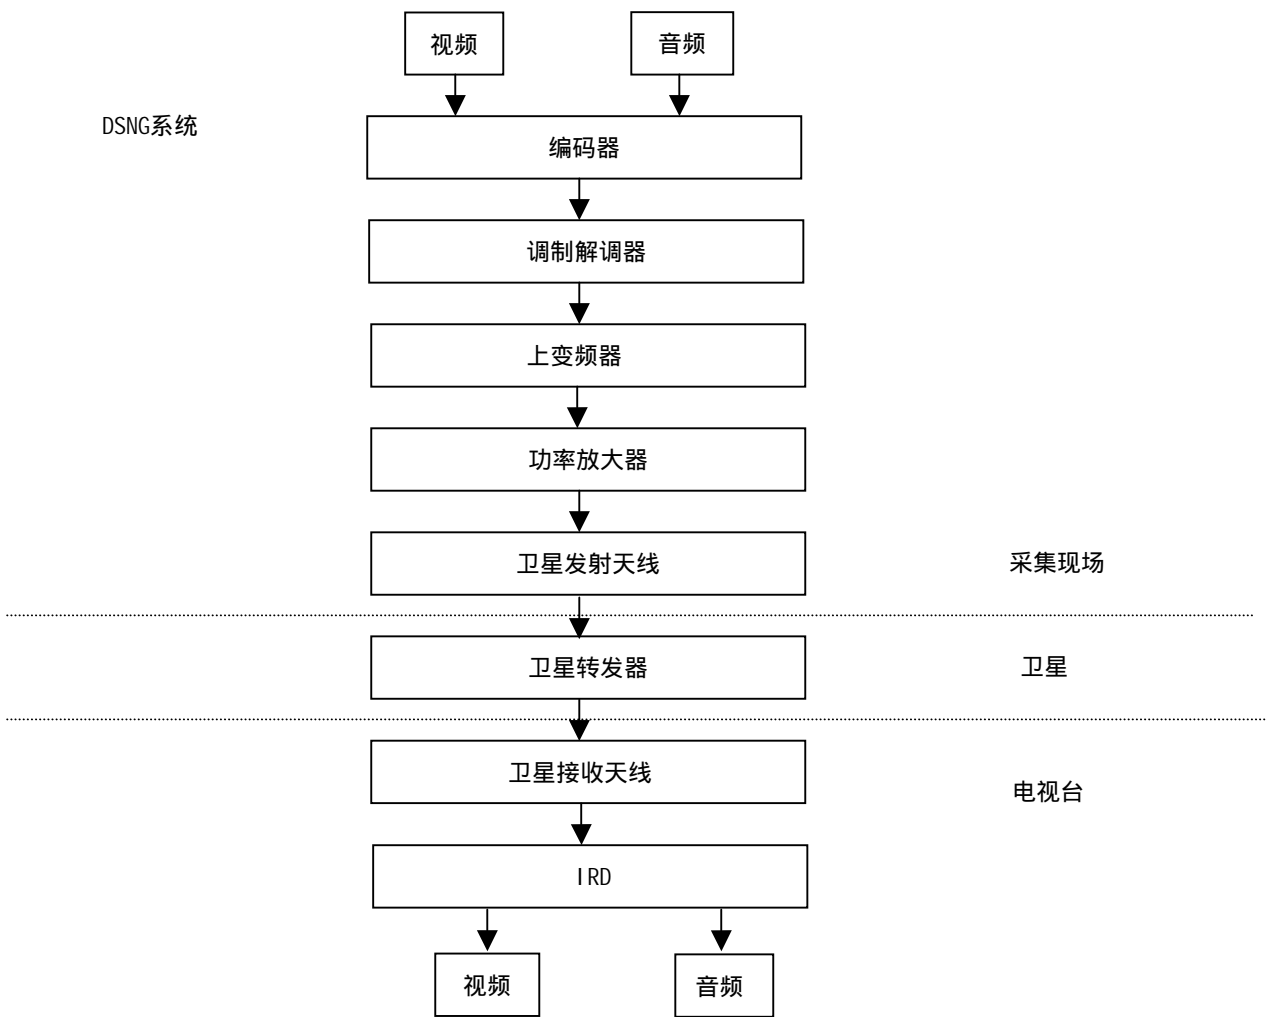 视频
音频
DSNG系统
编码器
调制解调器
上变频器
功率放大器
卫星发射天线
采集现场
卫星转发器
卫星
卫星接收天线
电视台
IRD
视频
音频